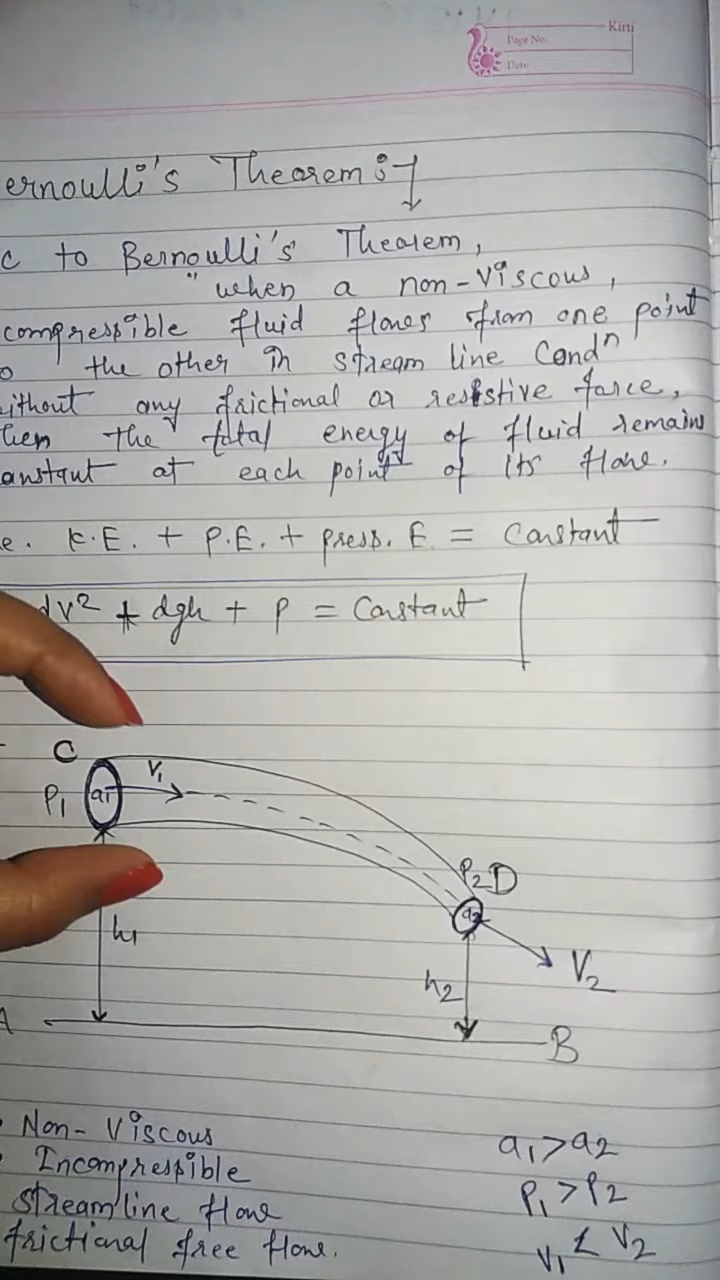 Kirti
Page No.
Date
ernoulli's Theorem :-
c to Bernoulli's Theorem,
"when a non-viscous,
compressible fluid flows from one point
o the other in stream line Condn
ithout any frictional or resistive force,
hen the total energy of fluid remains
onstant at each point of its flow.
e. K.E. + P.E. + press. E = Constant
dv² + dgh + P = Constant
C
V1
P1 a1
P2 D
a2
h1
V2
h2
A
B
Non-Viscous
a1 > a2
Incompressible
P1 > P2
streamline flow
V1 < V2
frictional free flow.